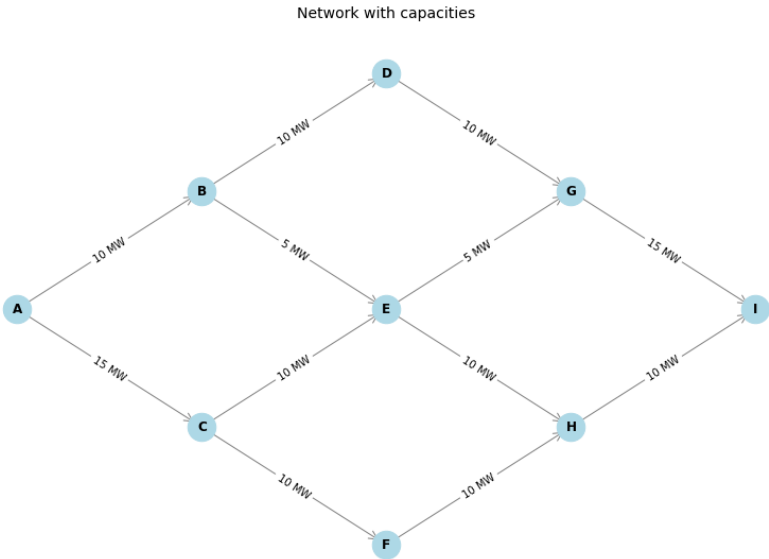 Network with capacities
D
10 MW
10 MW
B
G
10 MW
5 MW
5 MW
15 MW
A
E
I
15 MW
10 MW
10 MW
10 MW
C
H
10 MW
10 MW
F